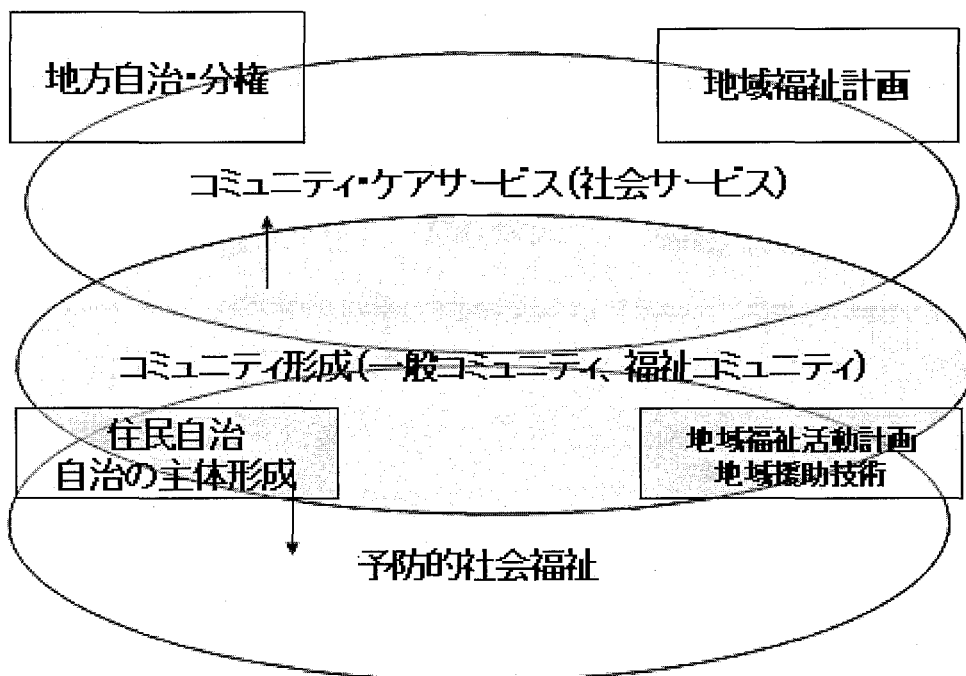 地方自治・分権
地域福祉計画
コミュニティ・ケアサービス(社会サービス)
コミュニティ形成(一般コミュニティ、福祉コミュニティ)
住民自治
自治の主体形成
地域福祉活動計画
地域援助技術
予防的社会福祉